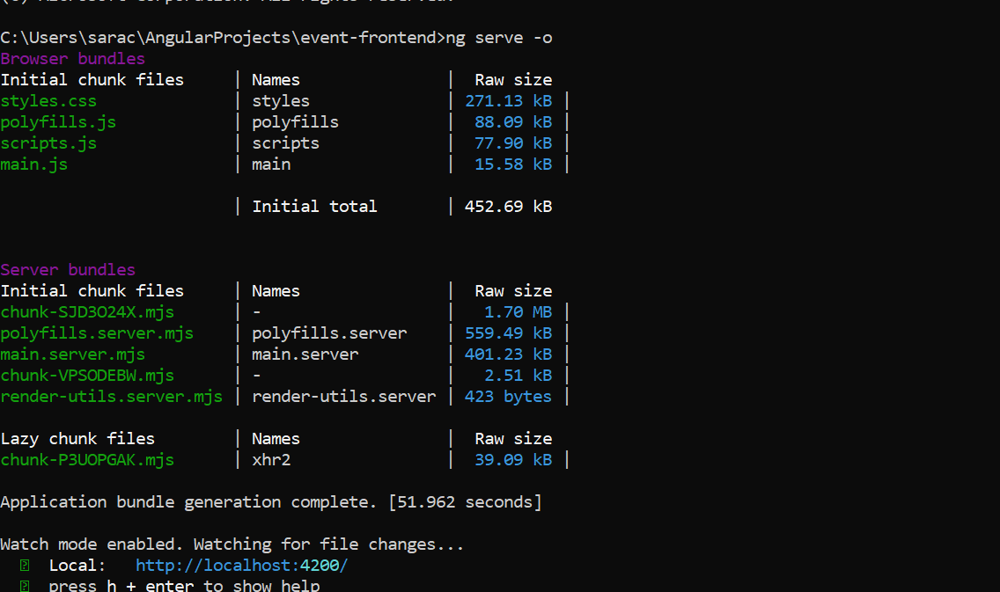 (c) Microsoft Corporation. All rights reserved.
C:\Users\sarac\AngularProjects\event-frontend>ng serve -o
Browser bundles
Initial chunk files | Names | Raw size
styles.css | styles | 271.13 kB |
polyfills.js | polyfills | 88.09 kB |
scripts.js | scripts | 77.90 kB |
main.js | main | 15.58 kB |
| Initial total | 452.69 kB
Server bundles
Initial chunk files | Names | Raw size
chunk-SJD3O24X.mjs | - | 1.70 MB |
polyfills.server.mjs | polyfills.server | 559.49 kB |
main.server.mjs | main.server | 401.23 kB |
chunk-VPSODEBW.mjs | - | 2.51 kB |
render-utils.server.mjs | render-utils.server | 423 bytes |
Lazy chunk files | Names | Raw size
chunk-P3UOPGAK.mjs | xhr2 | 39.09 kB |
Application bundle generation complete. [51.962 seconds]
Watch mode enabled. Watching for file changes...
Local: http://localhost:4200/
press h + enter to show help